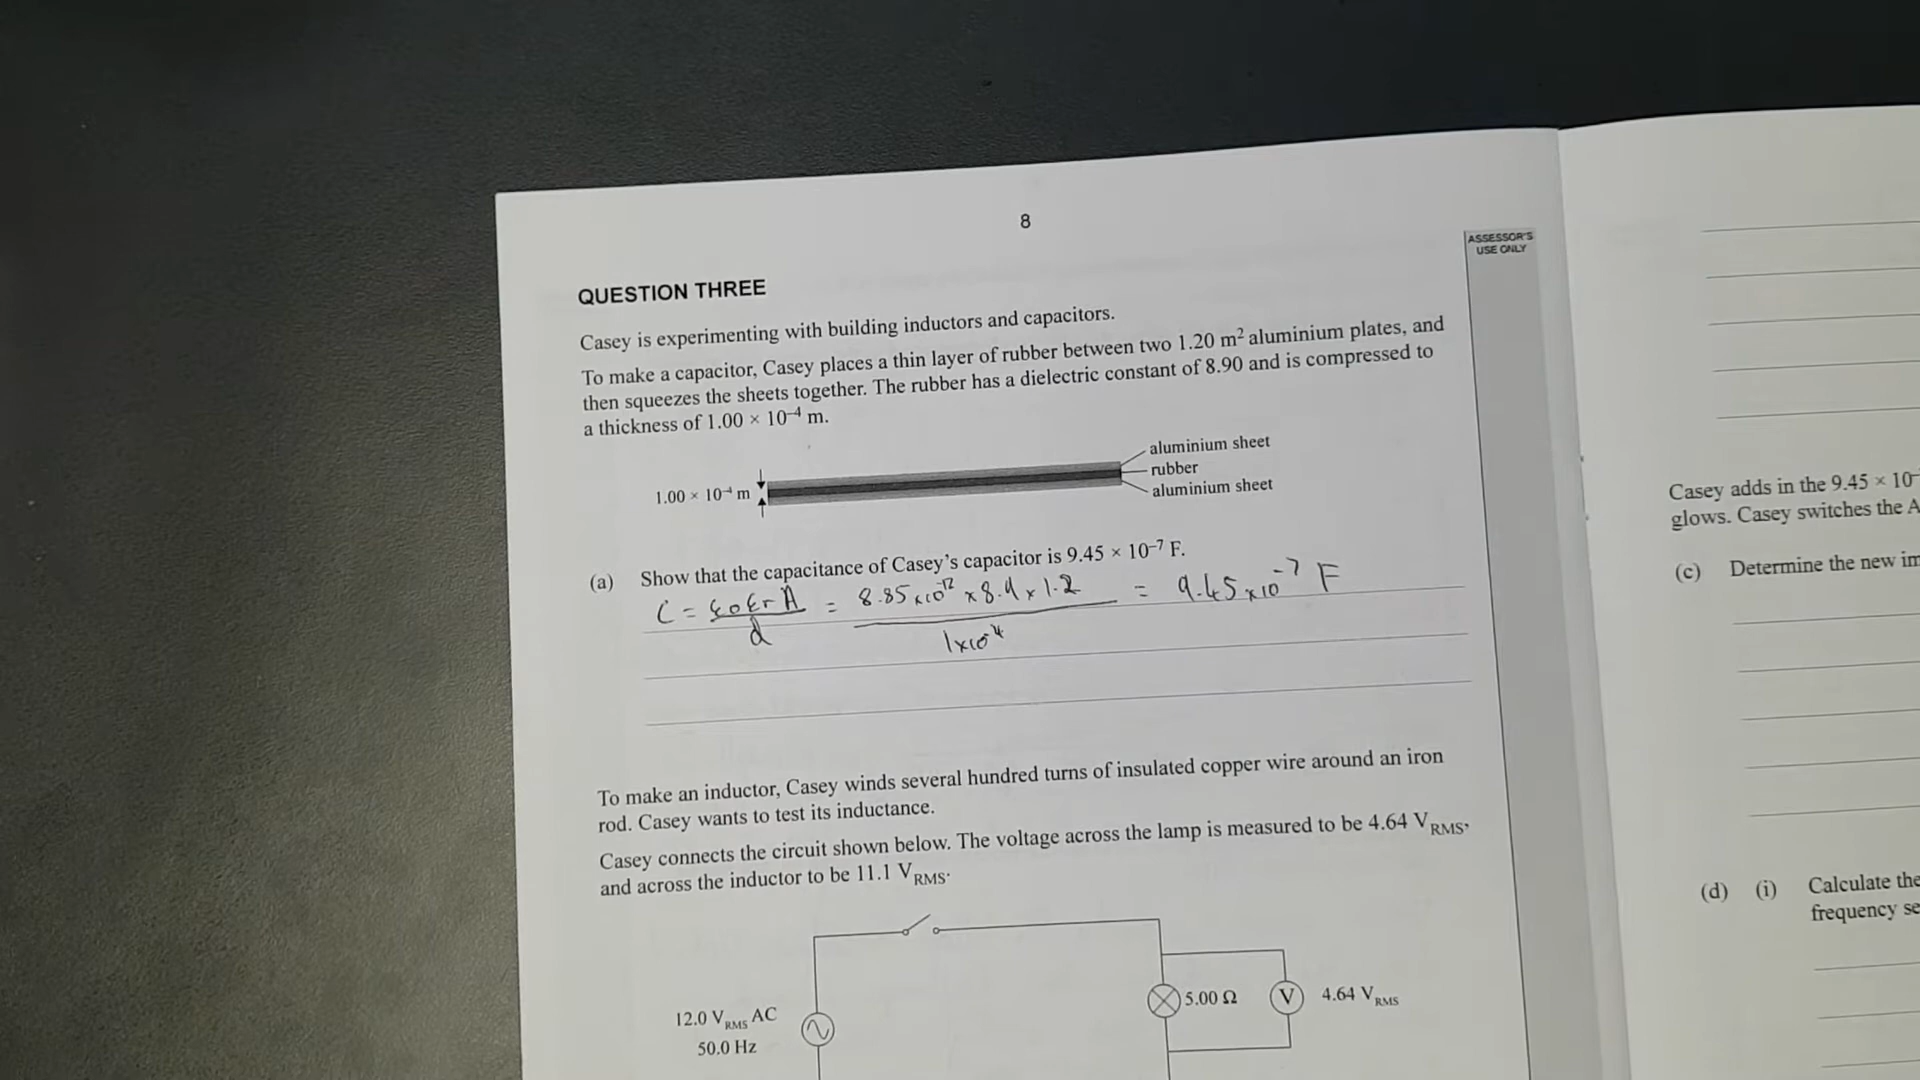 8
ASSESSOR'S
USE ONLY
QUESTION THREE
Casey is experimenting with building inductors and capacitors.
To make a capacitor, Casey places a thin layer of rubber between two 1.20 m² aluminium plates, and
then squeezes the sheets together. The rubber has a dielectric constant of 8.90 and is compressed to
a thickness of 1.00 × 10⁻⁴ m.
aluminium sheet
rubber
aluminium sheet
1.00 × 10⁻⁴ m
(a) Show that the capacitance of Casey's capacitor is 9.45 × 10⁻⁷ F.
C = εoεrA / d = 8.85×10⁻¹² × 8.9 × 1.2 / 1×10⁻⁴ = 9.45×10⁻⁷ F
To make an inductor, Casey winds several hundred turns of insulated copper wire around an iron
rod. Casey wants to test its inductance.
Casey connects the circuit shown below. The voltage across the lamp is measured to be 4.64 V RMS,
and across the inductor to be 11.1 V RMS.
12.0 V RMS AC
50.0 Hz
5.00 Ω
V
4.64 V RMS
Casey adds in the 9.45 × 10⁻
glows. Casey switches the A
(c) Determine the new im
(d) (i) Calculate the
frequency se